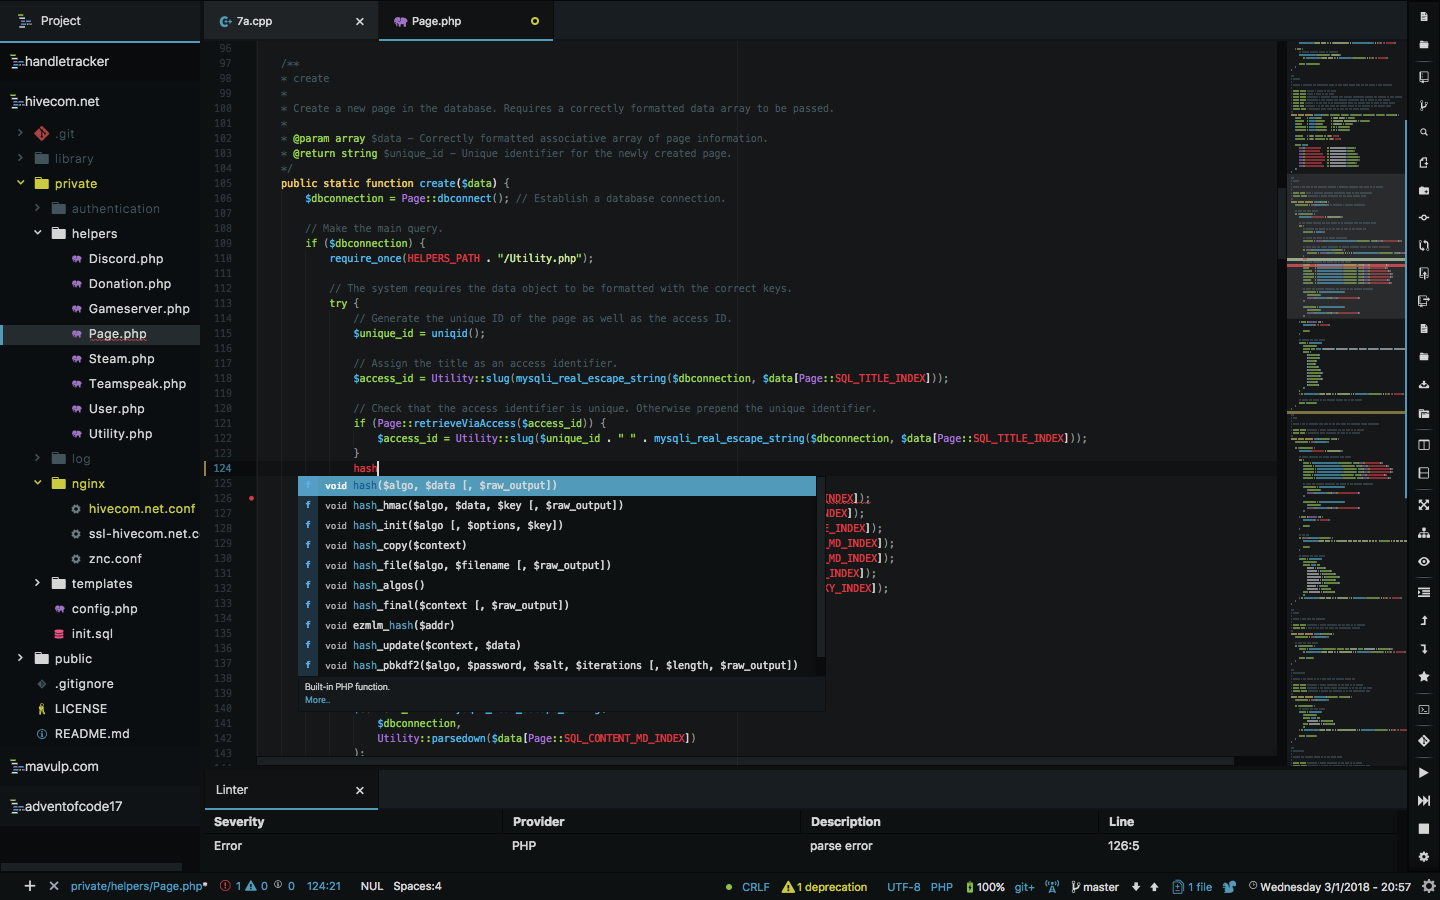 Project
7a.cpp
Page.php
handletracker
hivecom.net
.git
library
private
authentication
helpers
Discord.php
Donation.php
Gameserver.php
Page.php
Steam.php
Teamspeak.php
User.php
Utility.php
log
nginx
hivecom.net.conf
ssl-hivecom.net.c
znc.conf
templates
config.php
init.sql
public
.gitignore
LICENSE
README.md
mavulp.com
adventofcode17
96
97 /**
98 * create
99 *
100 * Create a new page in the database. Requires a correctly formatted data array to be passed.
101 *
102 * @param array $data – Correctly formatted associative array of page information.
103 * @return string $unique_id – Unique identifier for the newly created page.
104 */
105 public static function create($data) {
106 $dbconnection = Page::dbconnect(); // Establish a database connection.
107
108 // Make the main query.
109 if ($dbconnection) {
110 require_once(HELPERS_PATH . "/Utility.php");
111
112 // The system requires the data object to be formatted with the correct keys.
113 try {
114 // Generate the unique ID of the page as well as the access ID.
115 $unique_id = uniqid();
116
117 // Assign the title as an access identifier.
118 $access_id = Utility::slug(mysqli_real_escape_string($dbconnection, $data[Page::SQL_TITLE_INDEX]));
119
120 // Check that the access identifier is unique. Otherwise prepend the unique identifier.
121 if (Page::retrieveViaAccess($access_id)) {
122 $access_id = Utility::slug($unique_id . " " . mysqli_real_escape_string($dbconnection, $data[Page::SQL_TITLE_INDEX]));
123 }
124 hash
125
126 INDEX]);
127 INDEX]);
128 E_INDEX]);
129 _MD_INDEX]);
130 _MD_INDEX]);
131 _INDEX]);
132 KY_INDEX]);
133
134
135
136
137
138
139
140
141 $dbconnection,
142 Utility::parsedown($data[Page::SQL_CONTENT_MD_INDEX])
143 );
f void hash($algo, $data [, $raw_output])
f void hash_hmac($algo, $data, $key [, $raw_output])
f void hash_init($algo [, $options, $key])
f void hash_copy($context)
f void hash_file($algo, $filename [, $raw_output])
f void hash_algos()
f void hash_final($context [, $raw_output])
f void ezmlm_hash($addr)
f void hash_update($context, $data)
f void hash_pbkdf2($algo, $password, $salt, $iterations [, $length, $raw_output])
Built-in PHP function.
More..
Linter
Severity Provider Description Line
Error PHP parse error 126:5
private/helpers/Page.php* 1 0 0 124:21 NUL Spaces:4 CRLF 1 deprecation UTF-8 PHP 100% git+ master 1 file Wednesday 3/1/2018 - 20:57